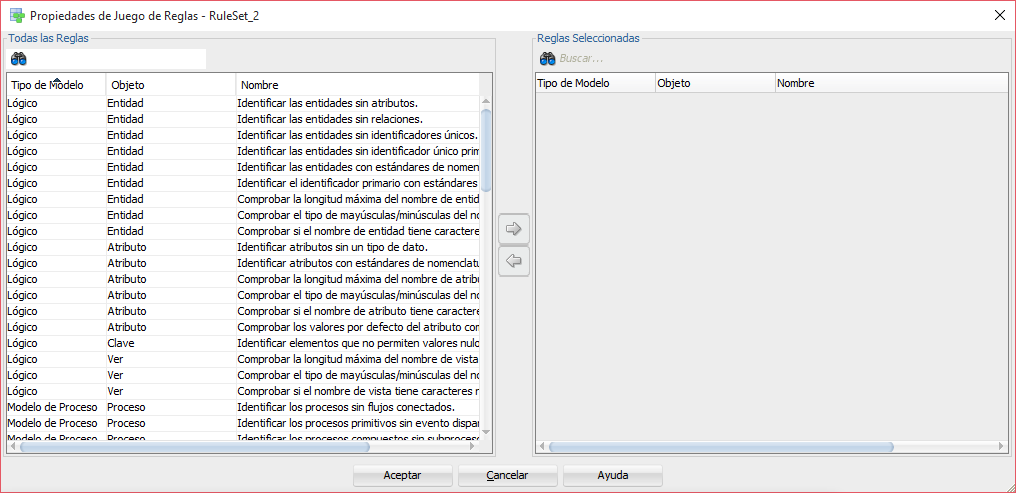 Propiedades de Juego de Reglas - RuleSet_2
Todas las Reglas
Reglas Seleccionadas
Buscar...
Tipo de Modelo Objeto Nombre
Tipo de Modelo Objeto Nombre
Lógico Entidad Identificar las entidades sin atributos.
Lógico Entidad Identificar las entidades sin relaciones.
Lógico Entidad Identificar las entidades sin identificadores únicos.
Lógico Entidad Identificar las entidades sin identificador único prim
Lógico Entidad Identificar las entidades con estándares de nomen
Lógico Entidad Identificar el identificador primario con estándares
Lógico Entidad Comprobar la longitud máxima del nombre de entid
Lógico Entidad Comprobar el tipo de mayúsculas/minúsculas del no
Lógico Entidad Comprobar si el nombre de entidad tiene caractere
Lógico Atributo Identificar atributos sin un tipo de dato.
Lógico Atributo Identificar atributos con estándares de nomenclatu
Lógico Atributo Comprobar la longitud máxima del nombre de atrib
Lógico Atributo Comprobar el tipo de mayúsculas/minúsculas del no
Lógico Atributo Comprobar si el nombre de atributo tiene caractere
Lógico Atributo Comprobar los valores por defecto del atributo com
Lógico Clave Identificar elementos que no permiten valores nulo
Lógico Ver Comprobar la longitud máxima del nombre de vista
Lógico Ver Comprobar el tipo de mayúsculas/minúsculas del no
Lógico Ver Comprobar si el nombre de vista tiene caracteres n
Modelo de Proceso Proceso Identificar los procesos sin flujos conectados.
Modelo de Proceso Proceso Identificar los procesos primitivos sin evento dispar
Modelo de Proceso Proceso Identificar los procesos compuestos sin subproceso
Aceptar Cancelar Ayuda